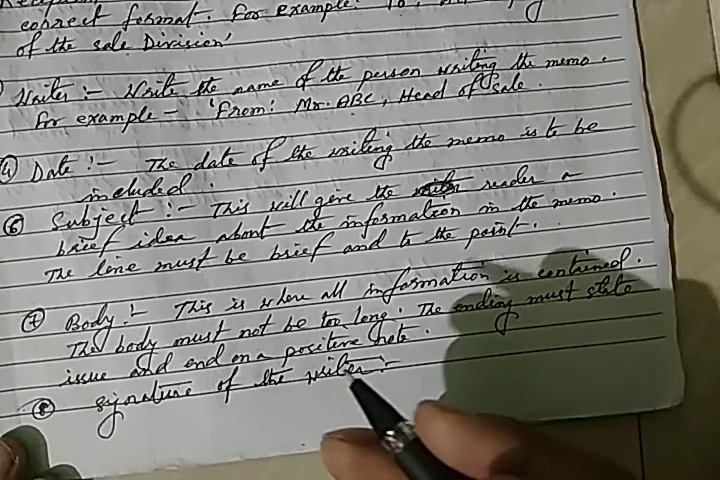 correct format. For example: To, All
of the sale Division'
Writer :- Write the name of the person writing the memo.
For example - 'From: Mr. ABC, Head of sale.
④ Date :- The date of the writing the memo is to be
included.
⑥ Subject :- This will give the reader a
brief idea about the information in the memo.
The line must be brief and to the point.
⑦ Body :- This is where all information is contained.
The body must not be too long. The ending must state
issue and end on a positive note.
⑧ signature of the writer :-